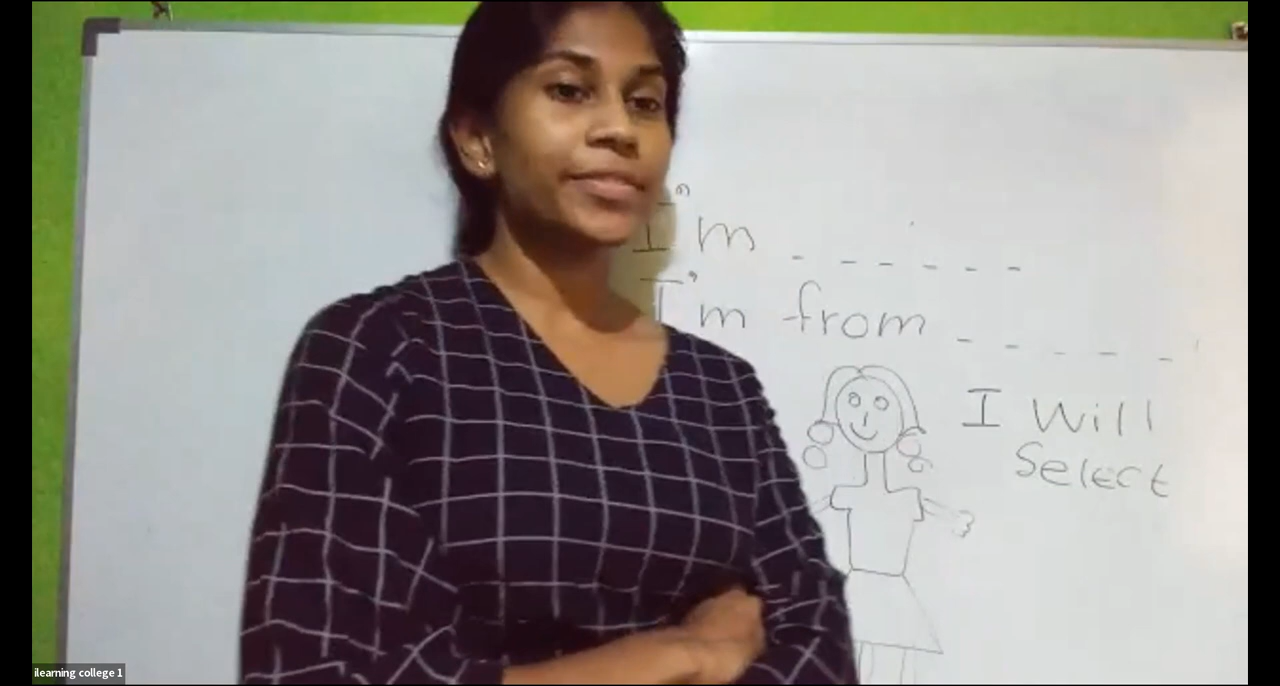 I'm ------
I'm from -----
I Will
Select
ilearning college 1